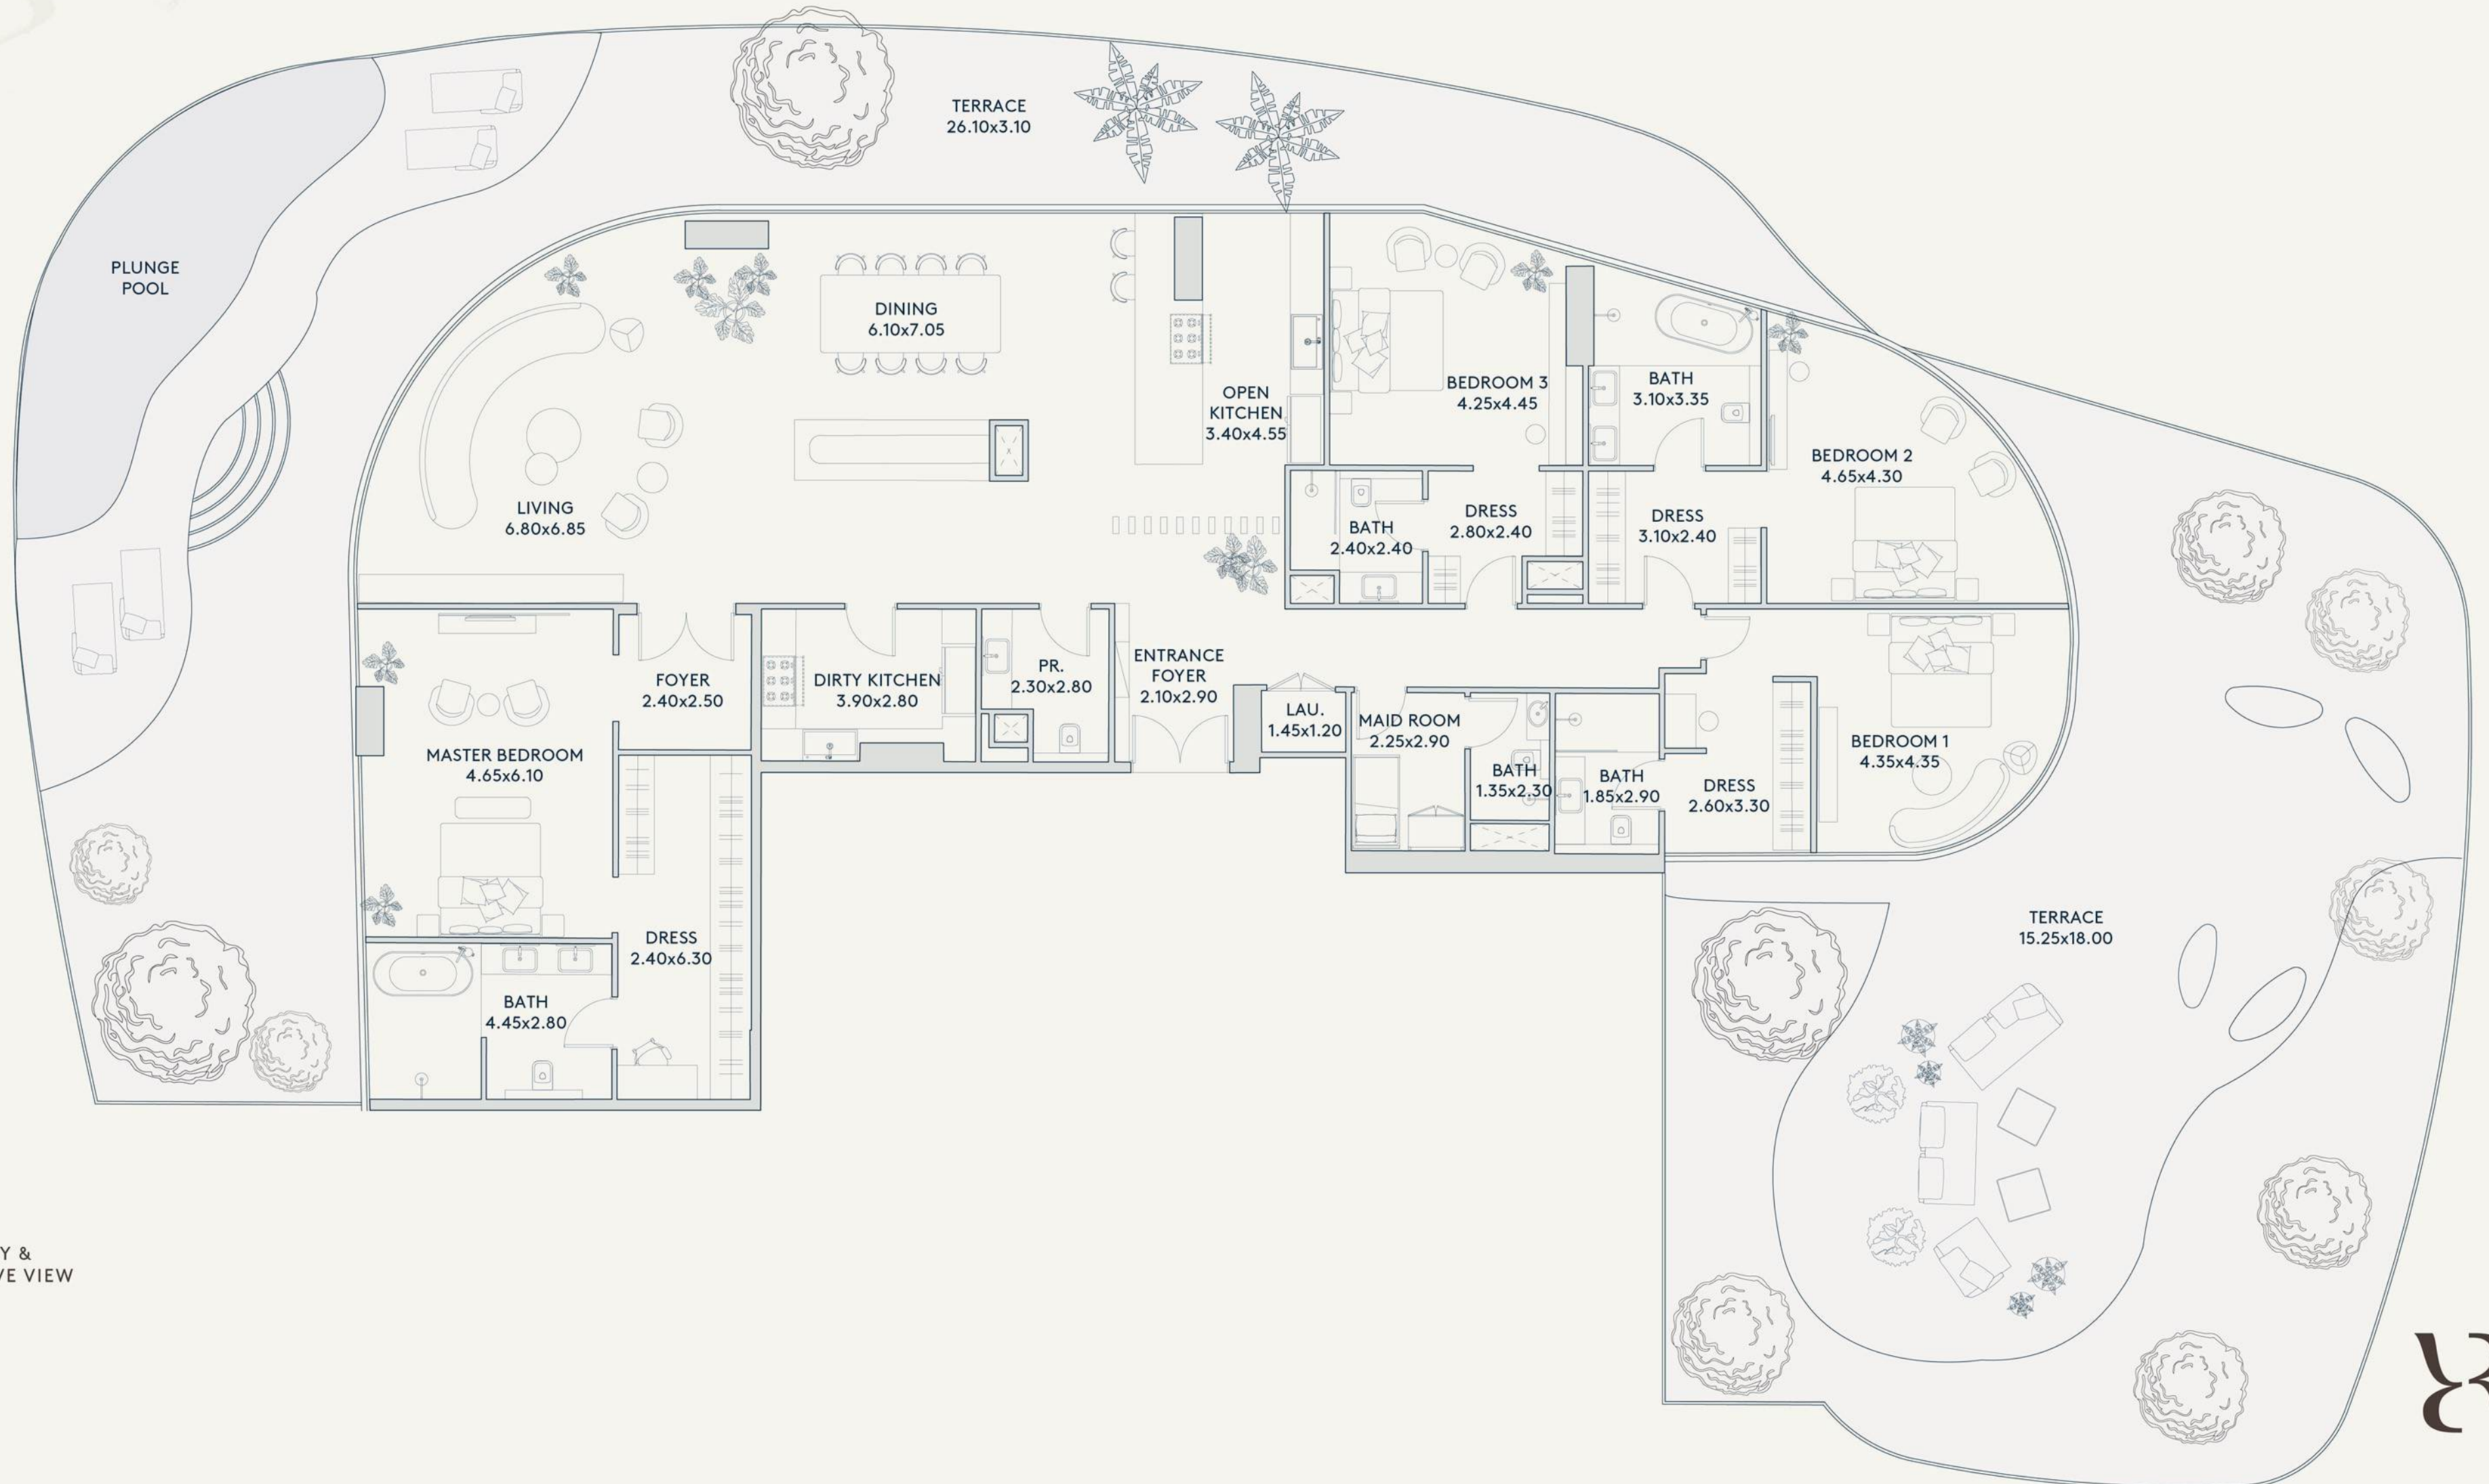 TERRACE
26.10x3.10
PLUNGE
POOL
DINING
6.10x7.05
OPEN
KITCHEN
3.40x4.55
BEDROOM 3
4.25x4.45
BATH
3.10x3.35
BEDROOM 2
4.65x4.30
LIVING
6.80x6.85
BATH
2.40x2.40
DRESS
2.80x2.40
DRESS
3.10x2.40
FOYER
2.40x2.50
DIRTY KITCHEN
3.90x2.80
PR.
2.30x2.80
ENTRANCE
FOYER
2.10x2.90
LAU.
1.45x1.20
MAID ROOM
2.25x2.90
BATH
1.35x2.30
BATH
1.85x2.90
DRESS
2.60x3.30
BEDROOM 1
4.35x4.35
MASTER BEDROOM
4.65x6.10
DRESS
2.40x6.30
BATH
4.45x2.80
TERRACE
15.25x18.00
Y &
VE VIEW